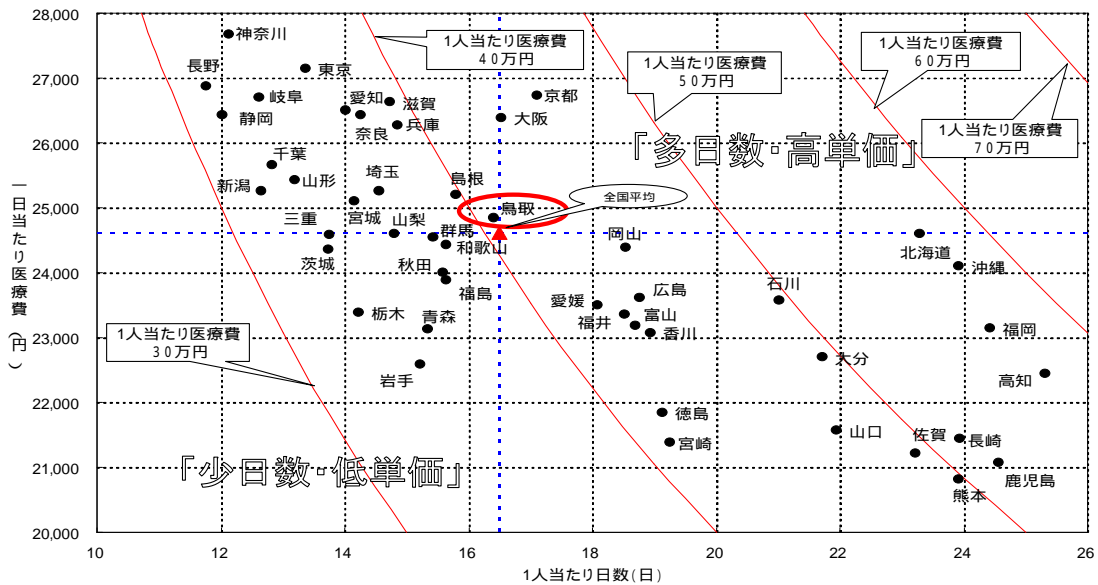 28,000
27,000
26,000
25,000
24,000
23,000
22,000
21,000
20,000
一日当たり医療費(円)
10
12
14
16
18
20
22
24
26
1人当たり日数(日)
1人当たり医療費
40万円
1人当たり医療費
50万円
1人当たり医療費
60万円
1人当たり医療費
70万円
1人当たり医療費
30万円
「多日数・高単価」
「少日数・低単価」
全国平均
神奈川
長野
東京
岐阜
静岡
愛知
奈良
滋賀
兵庫
京都
大阪
千葉
新潟
山形
埼玉
島根
鳥取
三重
宮城
山梨
群馬
和歌山
茨城
秋田
福島
栃木
青森
岩手
岡山
愛媛
広島
福井
富山
香川
徳島
宮崎
石川
大分
山口
北海道
沖縄
福岡
高知
佐賀
長崎
熊本
鹿児島